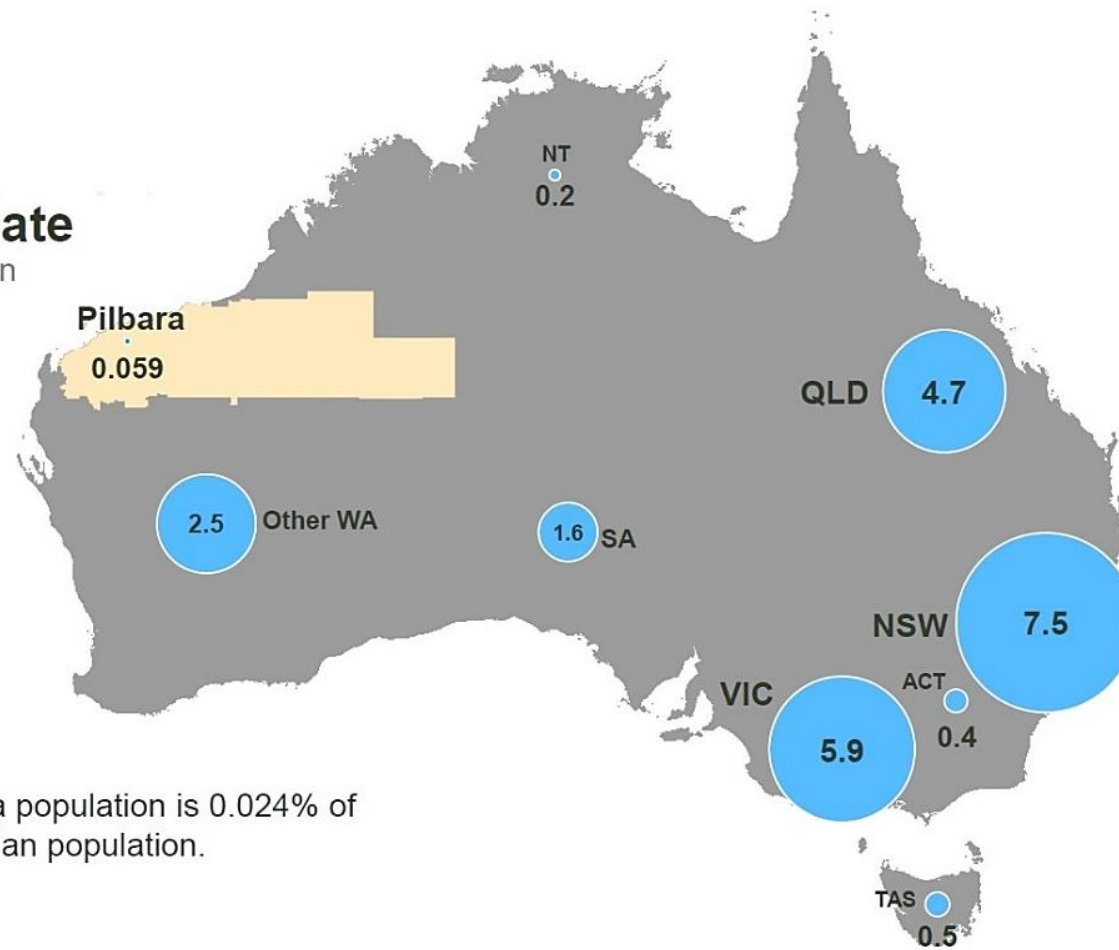 ate
n
NT
0.2
Pilbara
0.059
QLD
4.7
2.5
Other WA
1.6
SA
NSW
7.5
ACT
0.4
VIC
5.9
a population is 0.024% of
an population.
TAS
0.5